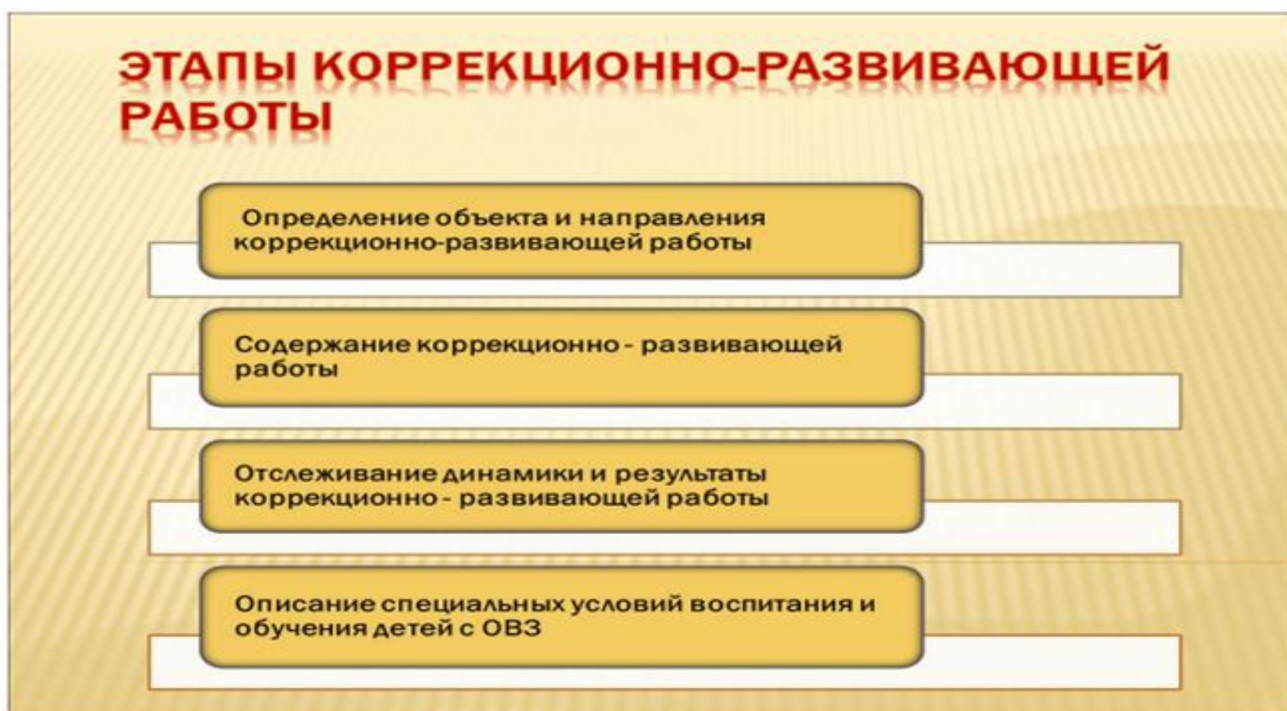 ЭТАПЫ КОРРЕКЦИОННО-РАЗВИВАЮЩЕЙ
РАБОТЫ
Определение объекта и направления
коррекционно-развивающей работы
Содержание коррекционно - развивающей
работы
Отслеживание динамики и результаты
коррекционно - развивающей работы
Описание специальных условий воспитания и
обучения детей с ОВЗ